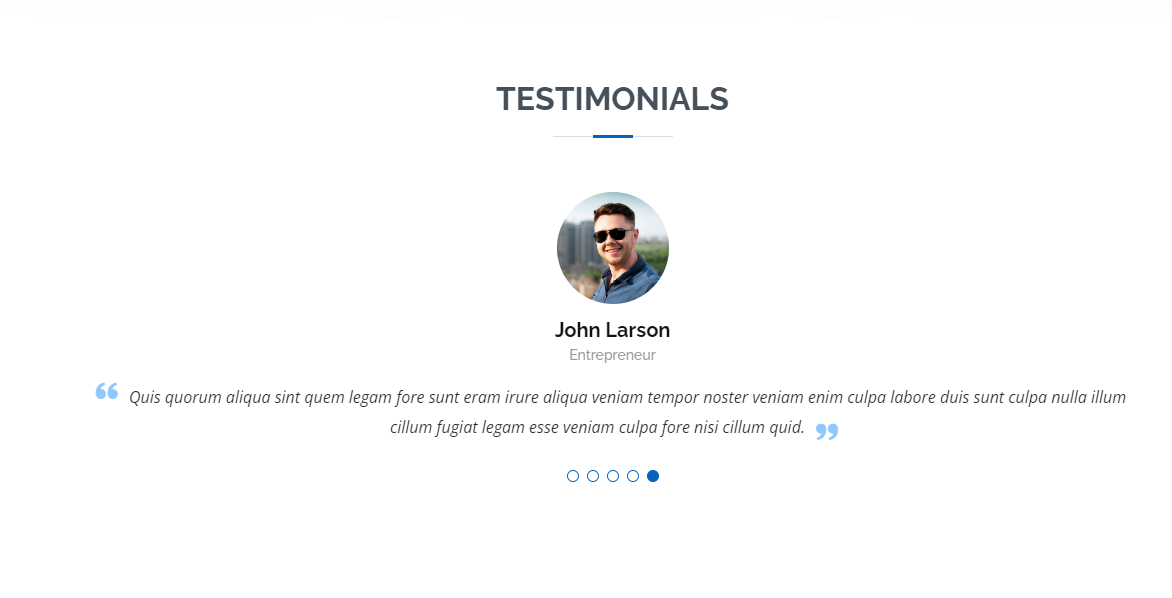 TESTIMONIALS
John Larson
Entrepreneur
“ Quis quorum aliqua sint quem legam fore sunt eram irure aliqua veniam tempor noster veniam enim culpa labore duis sunt culpa nulla illum
cillum fugiat legam esse veniam culpa fore nisi cillum quid. ”